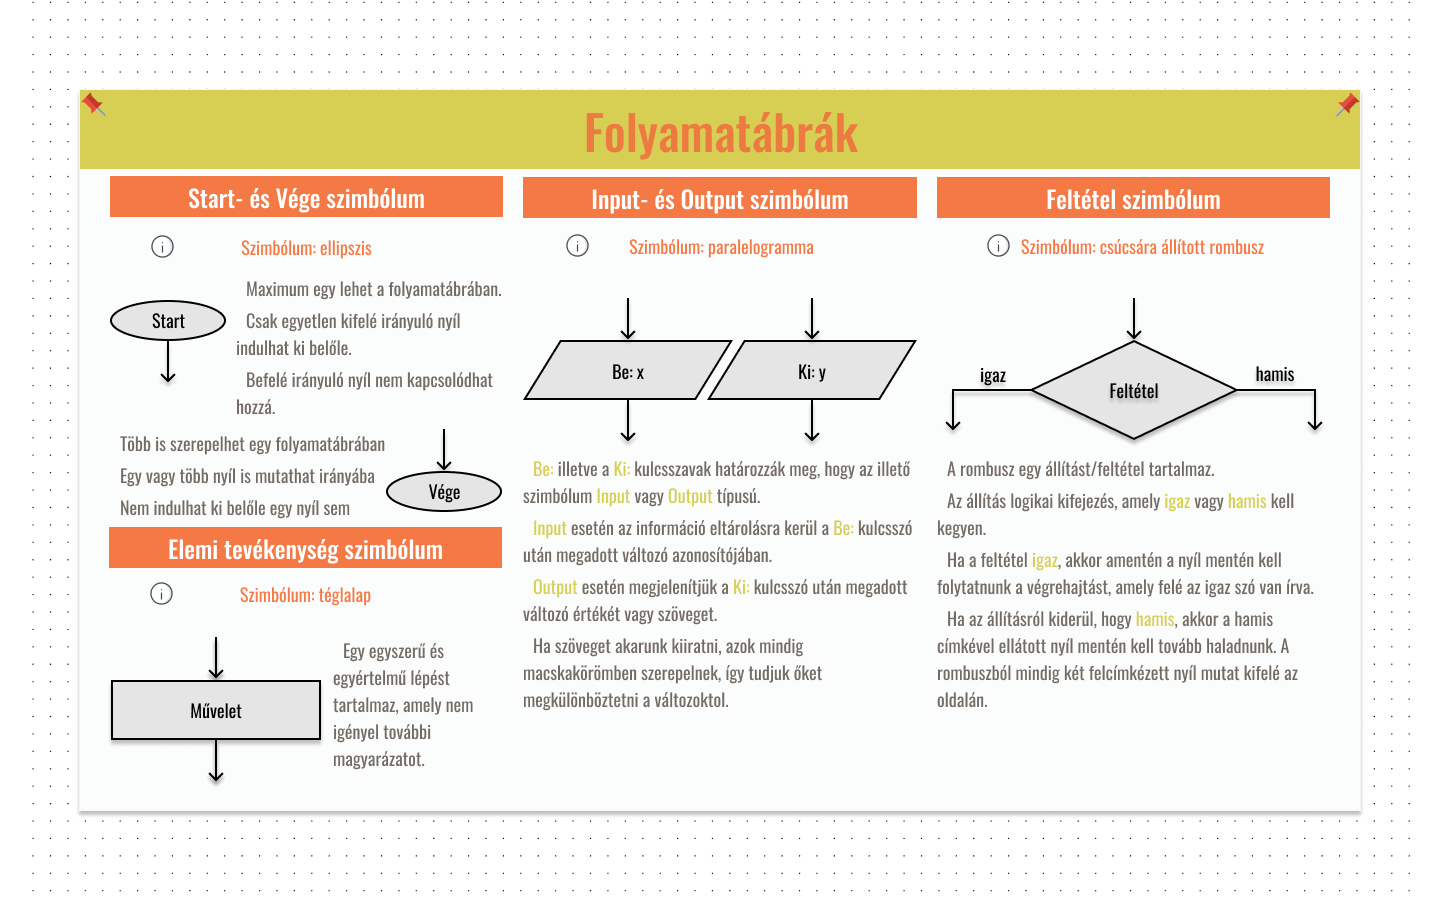 Folyamatábrák
Start- és Vége szimbólum
Szimbólum: ellipszis
Maximum egy lehet a folyamatábrában.
Start
Csak egyetlen kifelé irányuló nyíl
indulhat ki belőle.
Befelé irányuló nyíl nem kapcsolódhat
hozzá.
Több is szerepelhet egy folyamatábrában
Egy vagy több nyíl is mutathat irányába
Vége
Nem indulhat ki belőle egy nyíl sem
Elemi tevékenység szimbólum
Szimbólum: téglalap
Művelet
Egy egyszerű és
egyértelmű lépést
tartalmaz, amely nem
igényel további
magyarázatot.
Input- és Output szimbólum
Szimbólum: paralelogramma
Be: x
Ki: y
Be: illetve a Ki: kulcsszavak határozzák meg, hogy az illető
szimbólum Input vagy Output típusú.
Input esetén az információ eltárolásra kerül a Be: kulcsszó
után megadott változó azonosítójában.
Output esetén megjelenítjük a Ki: kulcsszó után megadott
változó értékét vagy szöveget.
Ha szöveget akarunk kiiratni, azok mindig
macskakörömben szerepelnek, így tudjuk őket
megkülönböztetni a változoktol.
Feltétel szimbólum
Szimbólum: csúcsára állított rombusz
igaz
Feltétel
hamis
A rombusz egy állítást/feltétel tartalmaz.
Az állítás logikai kifejezés, amely igaz vagy hamis kell
kegyen.
Ha a feltétel igaz, akkor amentén a nyíl mentén kell
folytatnunk a végrehajtást, amely felé az igaz szó van írva.
Ha az állításról kiderül, hogy hamis, akkor a hamis
címkével ellátott nyíl mentén kell tovább haladnunk. A
rombuszból mindig két felcímkézett nyíl mutat kifelé az
oldalán.